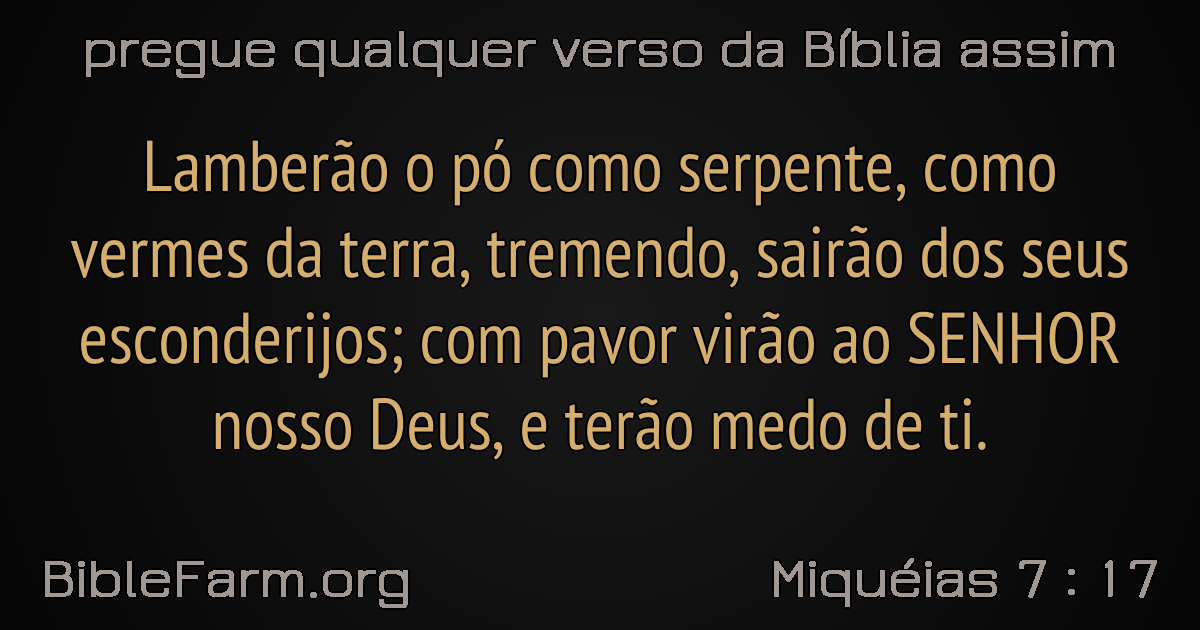 pregue qualquer verso da Bíblia assim
Lamberão o pó como serpente, como
vermes da terra, tremendo, sairão dos seus
esconderijos; com pavor virão ao SENHOR
nosso Deus, e terão medo de ti.
BibleFarm.org
Miquéias 7 : 17